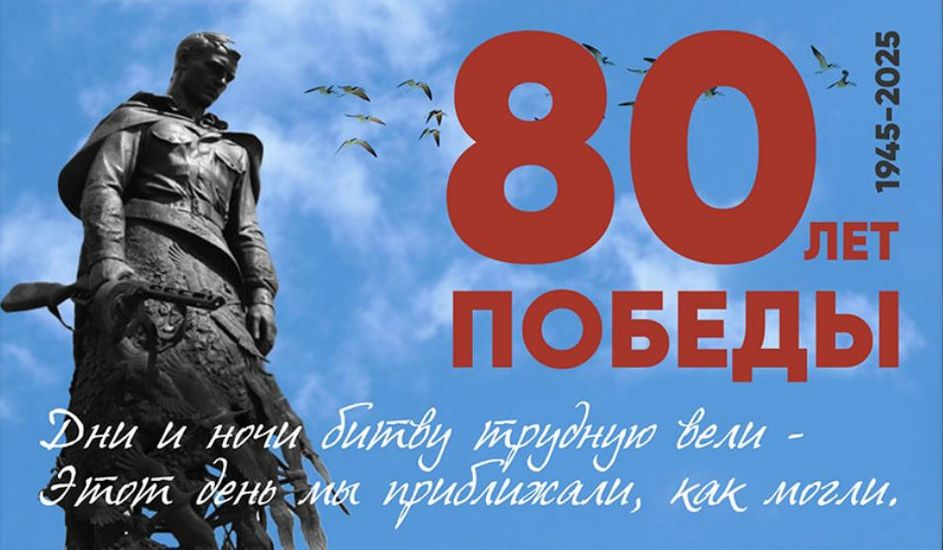 80
ЛЕТ
ПОБЕДЫ
1945-2025
Дни и ночи битву трудную вели -
Этот день мы приближали, как могли.